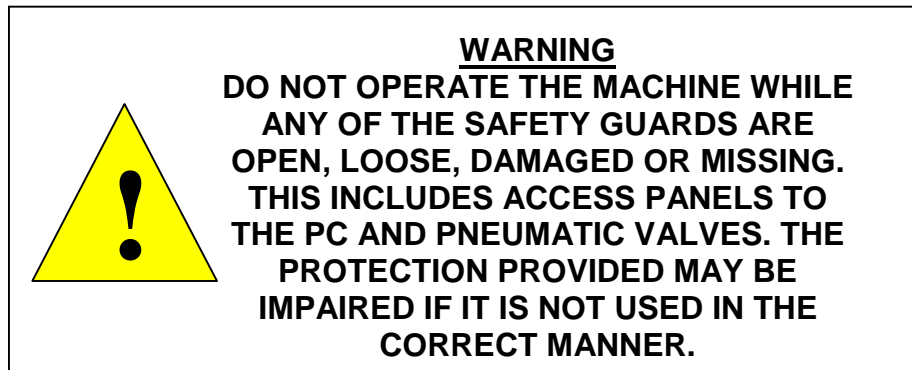 WARNING
DO NOT OPERATE THE MACHINE WHILE
ANY OF THE SAFETY GUARDS ARE
OPEN, LOOSE, DAMAGED OR MISSING.
THIS INCLUDES ACCESS PANELS TO
THE PC AND PNEUMATIC VALVES. THE
PROTECTION PROVIDED MAY BE
IMPAIRED IF IT IS NOT USED IN THE
CORRECT MANNER.
!